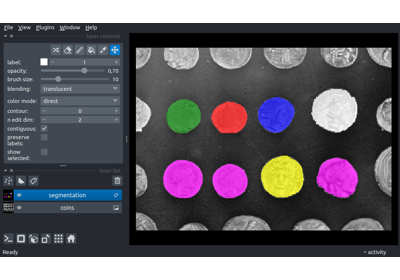 File View Plugins Window Help
layer controls
label: 1
opacity: 0,70
brush size: 10
blending: translucent
color mode: direct
contour: 0
n edit dim: 2
contiguous:
preserve
labels:
show
selected:
layer list
segmentation
coins
Ready
activity